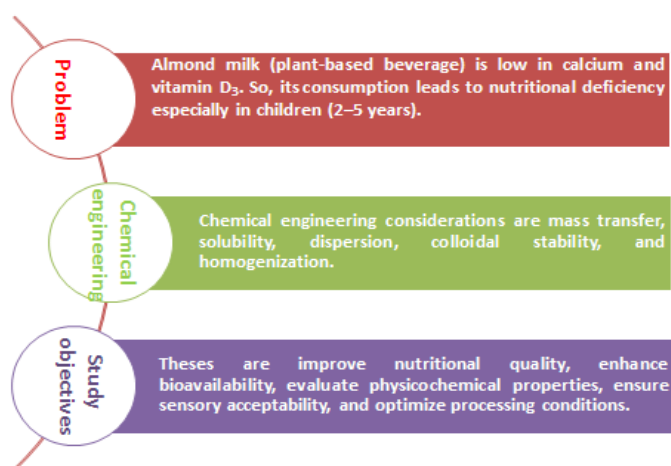 Problem
Almond milk (plant-based beverage) is low in calcium and
vitamin D₃. So, its consumption leads to nutritional deficiency
especially in children (2–5 years).
Chemical
engineering
Chemical engineering considerations are mass transfer,
solubility, dispersion, colloidal stability, and
homogenization.
Study
objectives
Theses are improve nutritional quality, enhance
bioavailability, evaluate physicochemical properties, ensure
sensory acceptability, and optimize processing conditions.